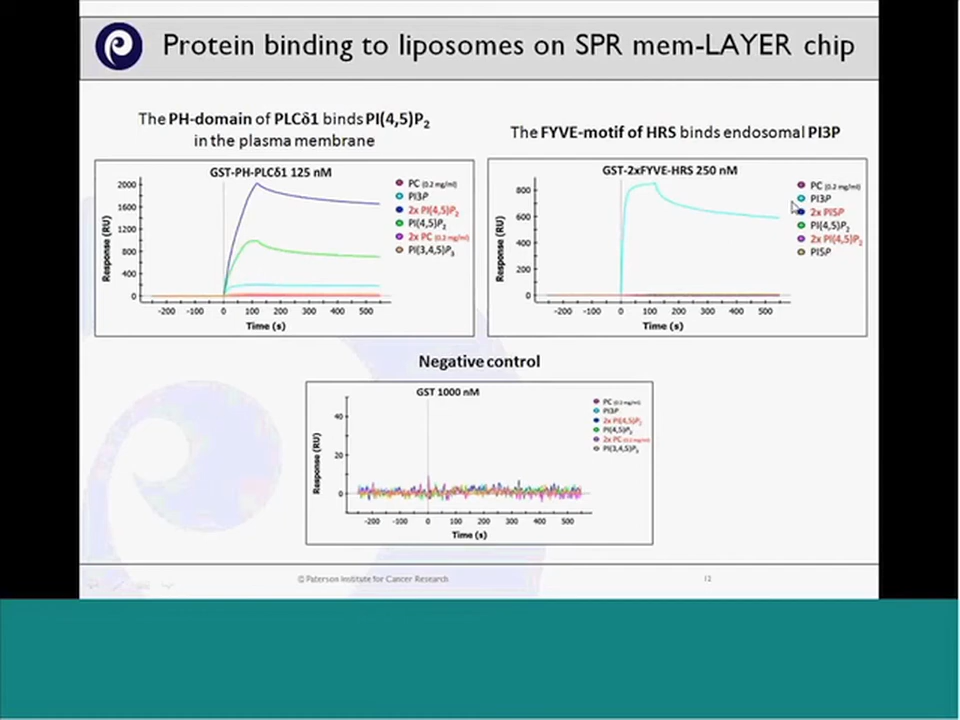 Protein binding to liposomes on SPR mem-LAYER chip
The PH-domain of PLCδ1 binds PI(4,5)P2
in the plasma membrane
GST-PH-PLCδ1 125 nM
Response (RU)
2000
1600
1200
800
400
0
-200 -100 0 100 200 300 400 500
Time (s)
PC (0.2 mg/ml)
PI3P
2x PI(4,5)P2
PI(4,5)P2
2x PC (0.2 mg/ml)
PI(3,4,5)P3
The FYVE-motif of HRS binds endosomal PI3P
GST-2xFYVE-HRS 250 nM
Response (RU)
800
600
400
200
0
-200 -100 0 100 200 300 400 500
Time (s)
PC (0.2 mg/ml)
PI3P
2x PI5P
PI(4,5)P2
2x PI(4,5)P2
PI5P
Negative control
GST 1000 nM
Response (RU)
40
20
0
-200 -100 0 100 200 300 400 500
Time (s)
PC (0.2 mg/ml)
PI3P
2x PI(4,5)P2
PI(4,5)P2
2x PC (0.2 mg/ml)
PI(3,4,5)P3
© Paterson Institute for Cancer Research
12